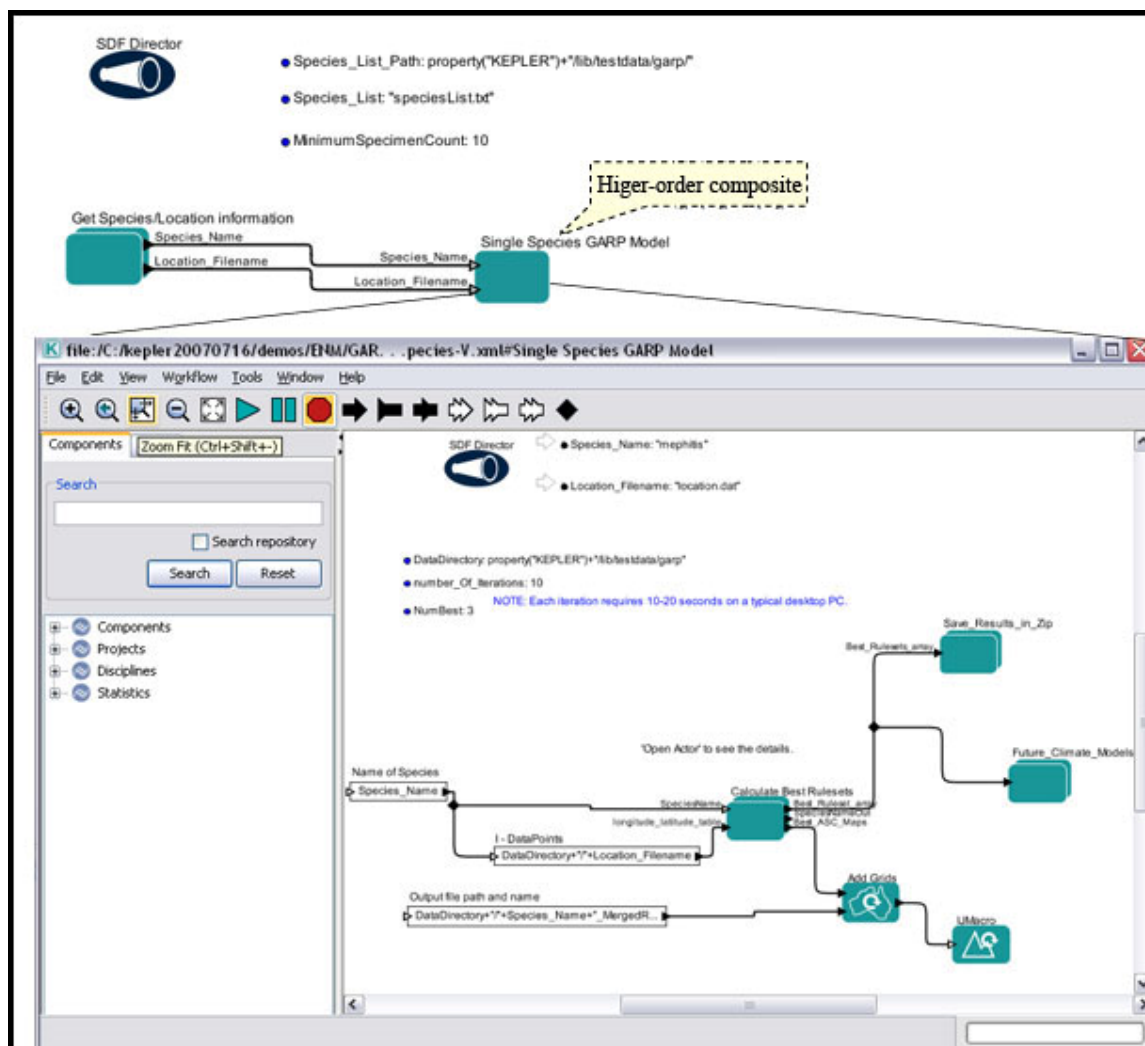 SDF Director
Species_List_Path: property("KEPLER")+"/lib/testdata/garp/"
Species_List: "speciesList.txt"
MinimumSpecimenCount: 10
Higer-order composite
Get Species/Location information
Species_Name
Location_Filename
Single Species GARP Model
Species_Name
Location_Filename
file:/C:/kepler20070716/demos/ENM/GAR. . .pecies-V.xml#Single Species GARP Model
File Edit View Workflow Tools Window Help
Components
Zoom Fit (Ctrl+Shift+-)
Search
Search repository
Search Reset
Components
Projects
Disciplines
Statistics
SDF Director
Species_Name: "mephitis"
Location_Filename: "location.dat"
DataDirectory: property("KEPLER")+"/lib/testdata/garp"
number_Of_Iterations: 10
NumBest: 3
NOTE: Each iteration requires 10-20 seconds on a typical desktop PC.
Save_Results_in_Zip
Best_Rulesets_array
'Open Actor' to see the details.
Future_Climate_Models
Name of Species
Species_Name
Calculate Best Rulesets
SpeciesName
longitude_latitude_table
Best_Ruleset_array
SpeciesNameOut
Best_ASC_Maps
I - DataPoints
DataDirectory+"/"+Location_Filename
Output file path and name
DataDirectory+"/"+Species_Name+"_MergedR...
Add Grids
UMacro